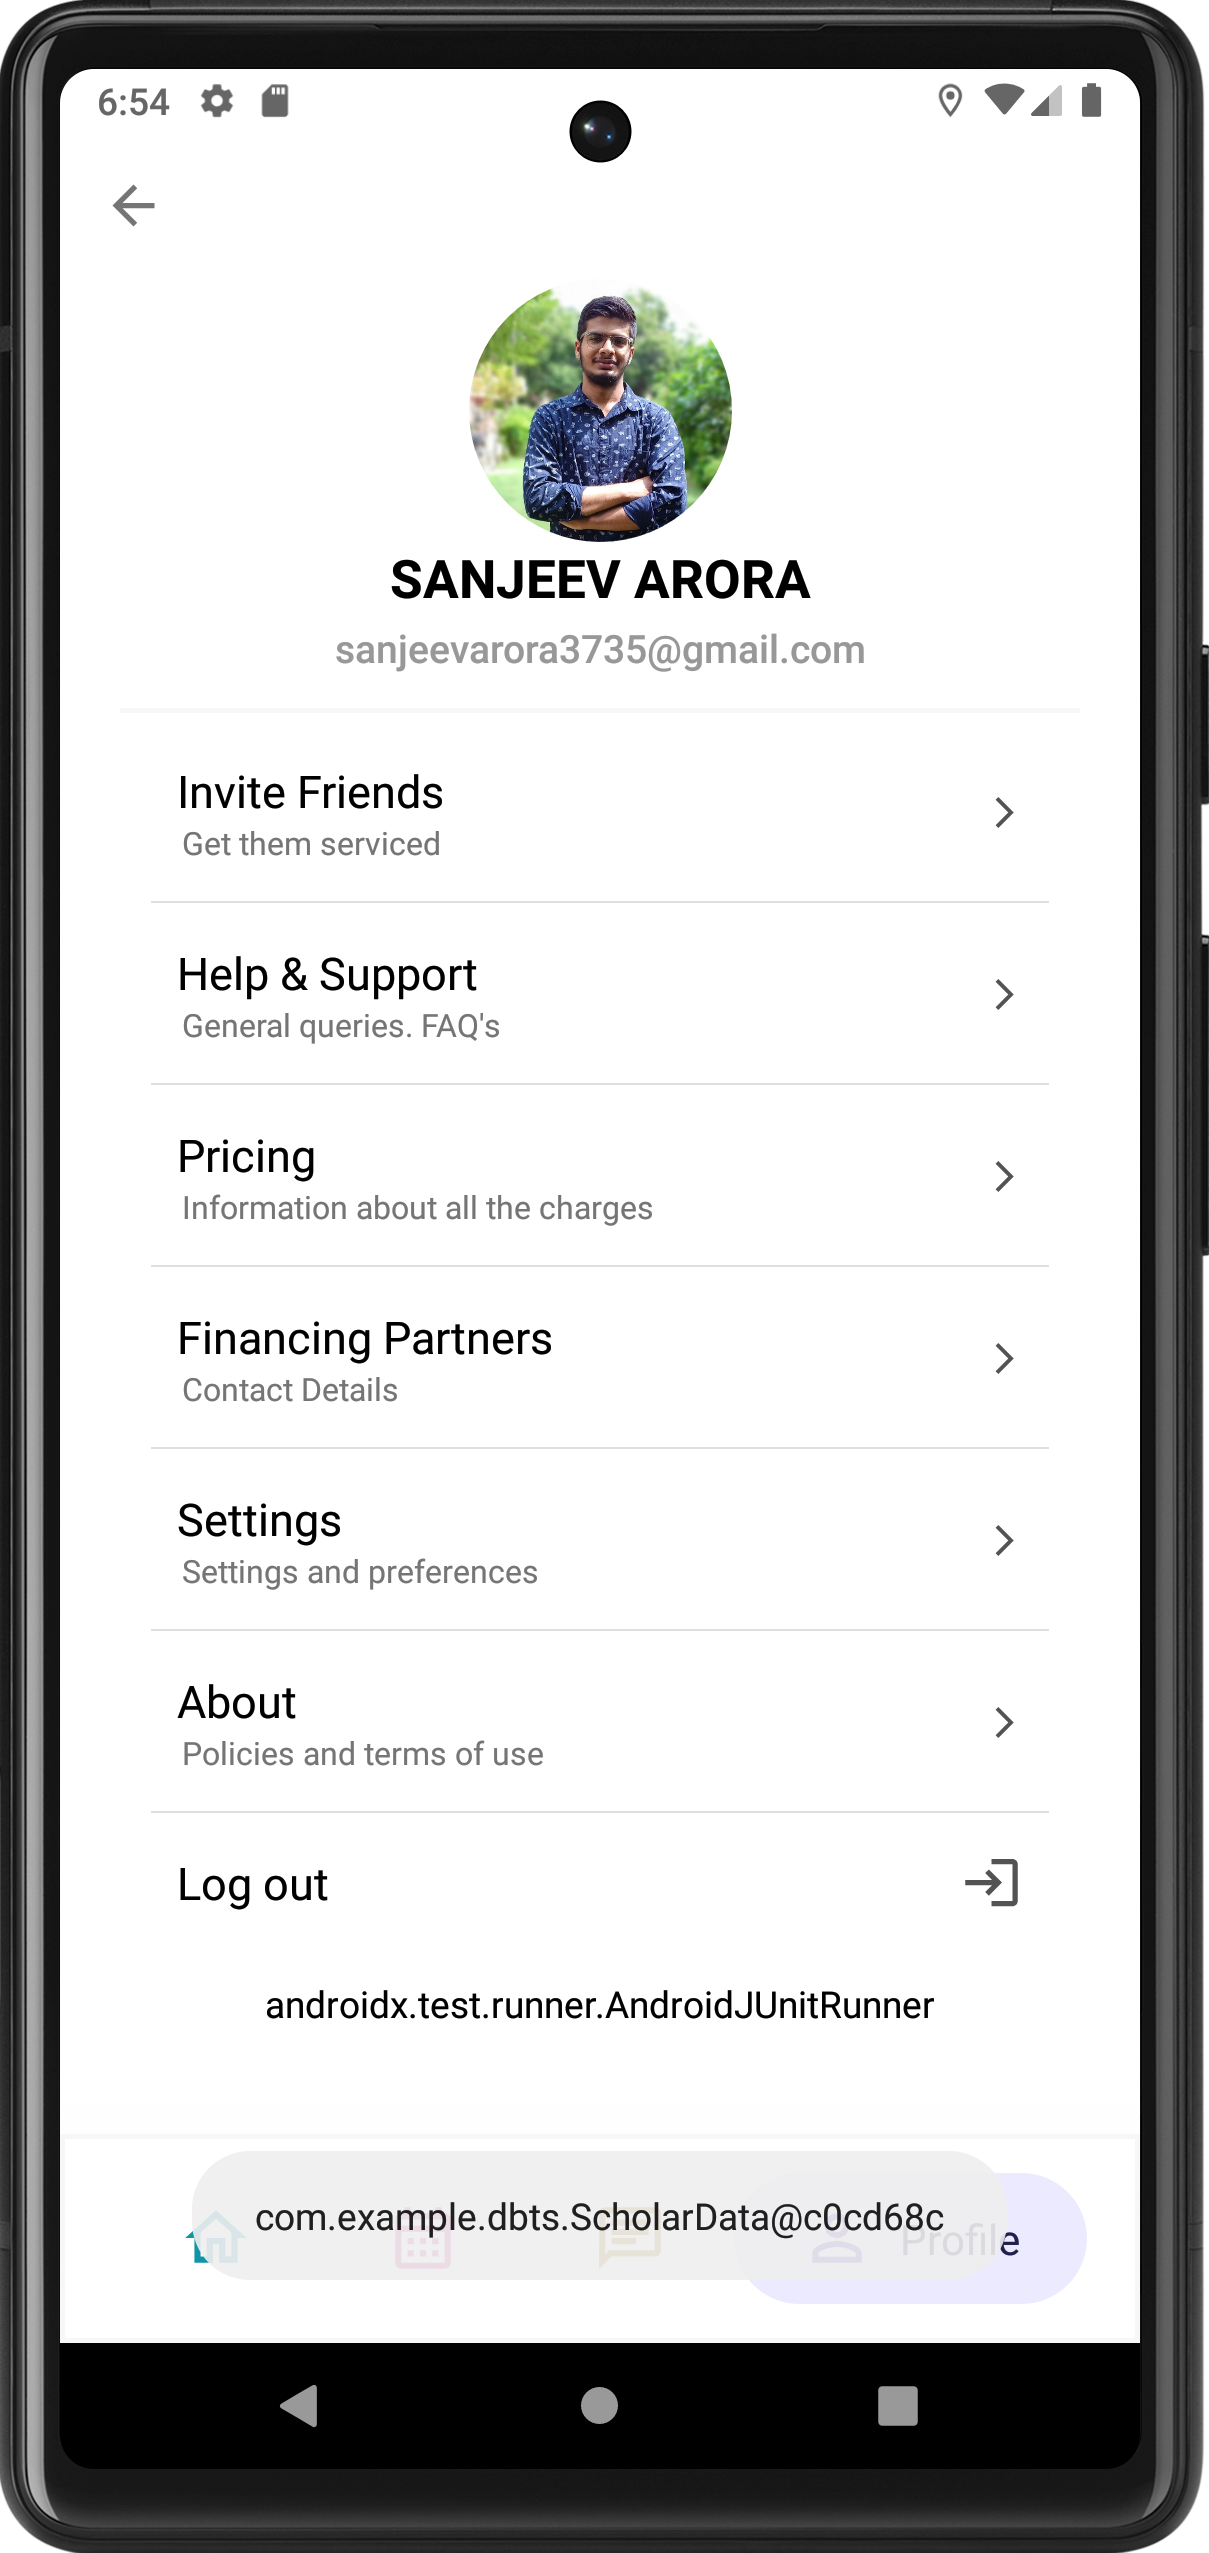 6:54
SANJEEV ARORA
sanjeevarora3735@gmail.com
Invite Friends
Get them serviced
Help & Support
General queries. FAQ's
Pricing
Information about all the charges
Financing Partners
Contact Details
Settings
Settings and preferences
About
Policies and terms of use
Log out
androidx.test.runner.AndroidJUnitRunner
com.example.dbts.ScholarData@c0cd68c
Profile